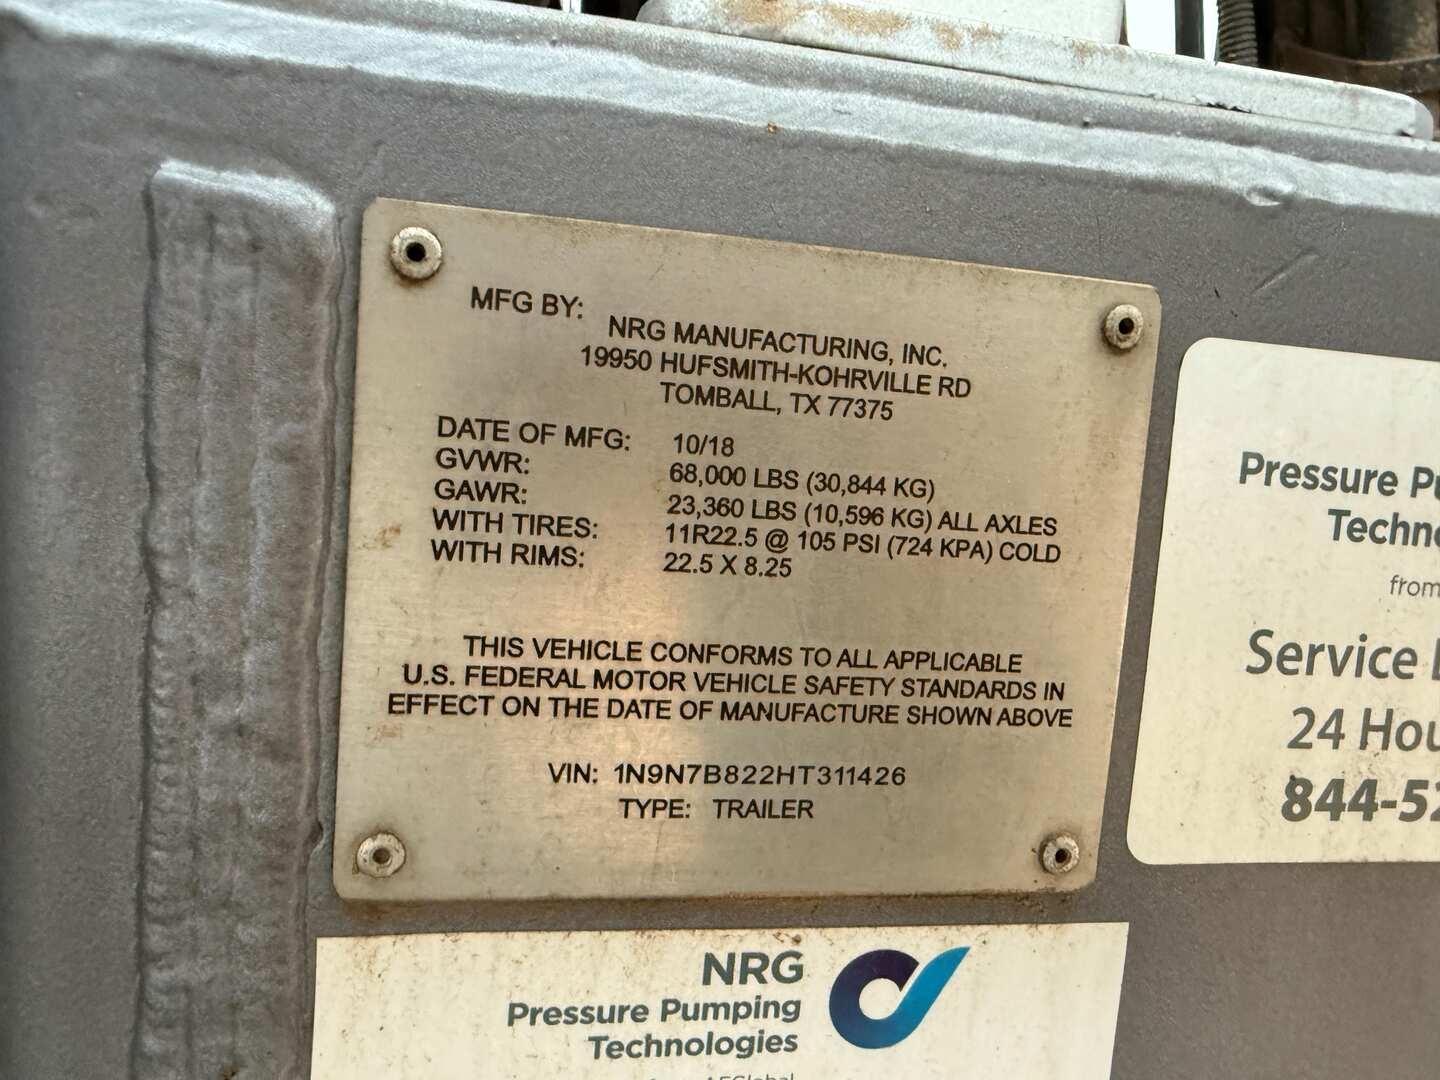 MFG BY:
NRG MANUFACTURING, INC.
19950 HUFSMITH-KOHRVILLE RD
TOMBALL, TX 77375
DATE OF MFG: 10/18
GVWR: 68,000 LBS (30,844 KG)
GAWR: 23,360 LBS (10,596 KG) ALL AXLES
WITH TIRES: 11R22.5 @ 105 PSI (724 KPA) COLD
WITH RIMS: 22.5 X 8.25
THIS VEHICLE CONFORMS TO ALL APPLICABLE
U.S. FEDERAL MOTOR VEHICLE SAFETY STANDARDS IN
EFFECT ON THE DATE OF MANUFACTURE SHOWN ABOVE
VIN: 1N9N7B822HT311426
TYPE: TRAILER
Pressure
from
Service
24
NRG
Pressure Pumping
Technologies